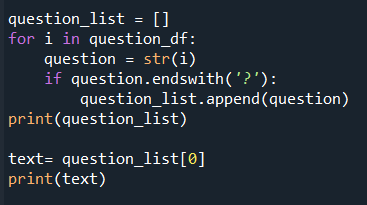 question_list = []
for i in question_df:
    question = str(i)
    if question.endswith('?'):
        question_list.append(question)
print(question_list)

text= question_list[0]
print(text)